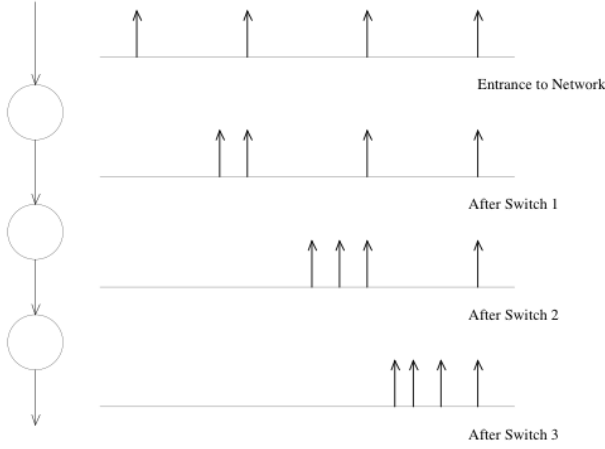 Entrance to Network
After Switch 1
After Switch 2
After Switch 3